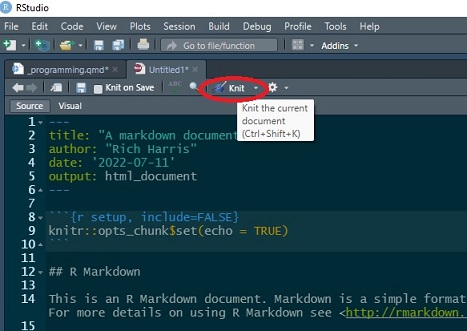 RStudio
File Edit Code View Plots Session Build Debug Profile Tools Help
Go to file/function Addins
_programming.qmd* Untitled1*
Knit on Save ABC Knit
Source Visual
Knit the current
document
(Ctrl+Shift+K)
1 ---
2 title: "A markdown document
3 author: "Rich Harris"
4 date: '2022-07-11'
5 output: html_document
6 ---
7
8 ```{r setup, include=FALSE}
9 knitr::opts_chunk$set(echo = TRUE)
10 ```
11
12 ## R Markdown
13
14 This is an R Markdown document. Markdown is a simple format
For more details on using R Markdown see <http://rmarkdown.
15